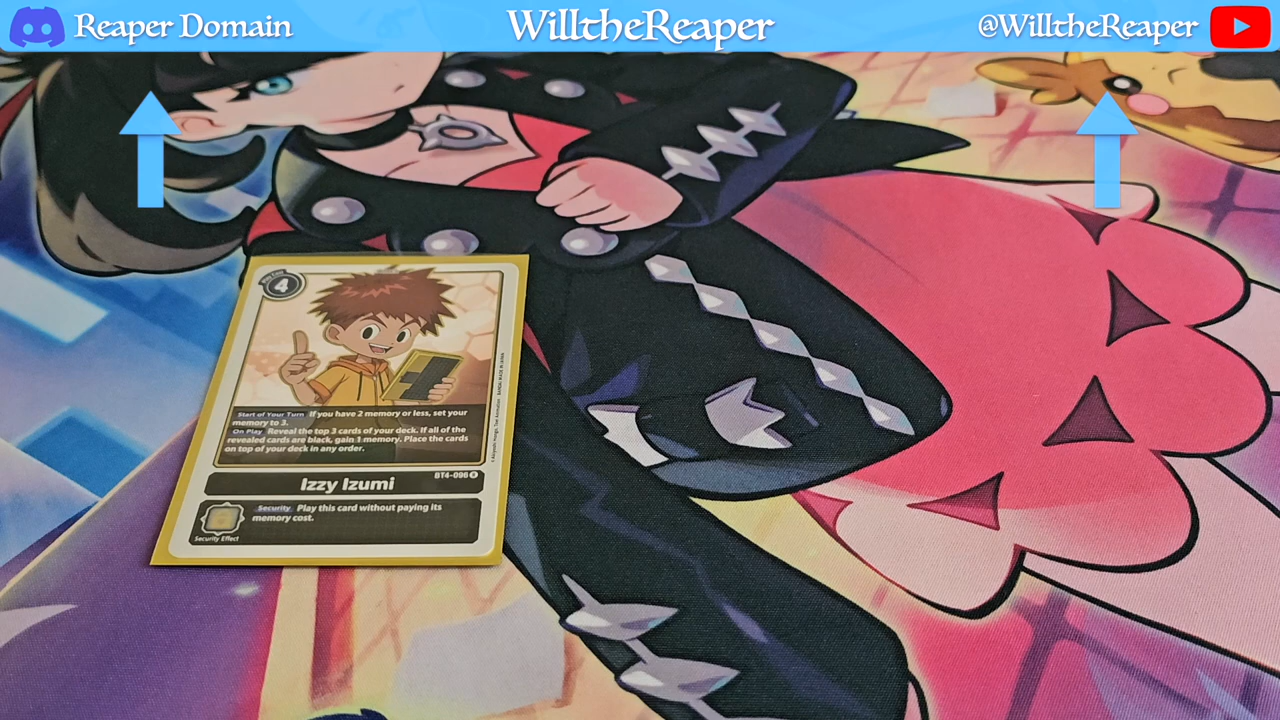 Reaper Domain
WilltheReaper
@WilltheReaper
4
Start of Your Turn If you have 2 memory or less, set your
memory to 3.
On Play Reveal the top 3 cards of your deck. If all of the
revealed cards are black, gain 1 memory. Place the cards
on top of your deck in any order.
BT4-096 R
Izzy Izumi
Security Play this card without paying its
memory cost.
Security Effect